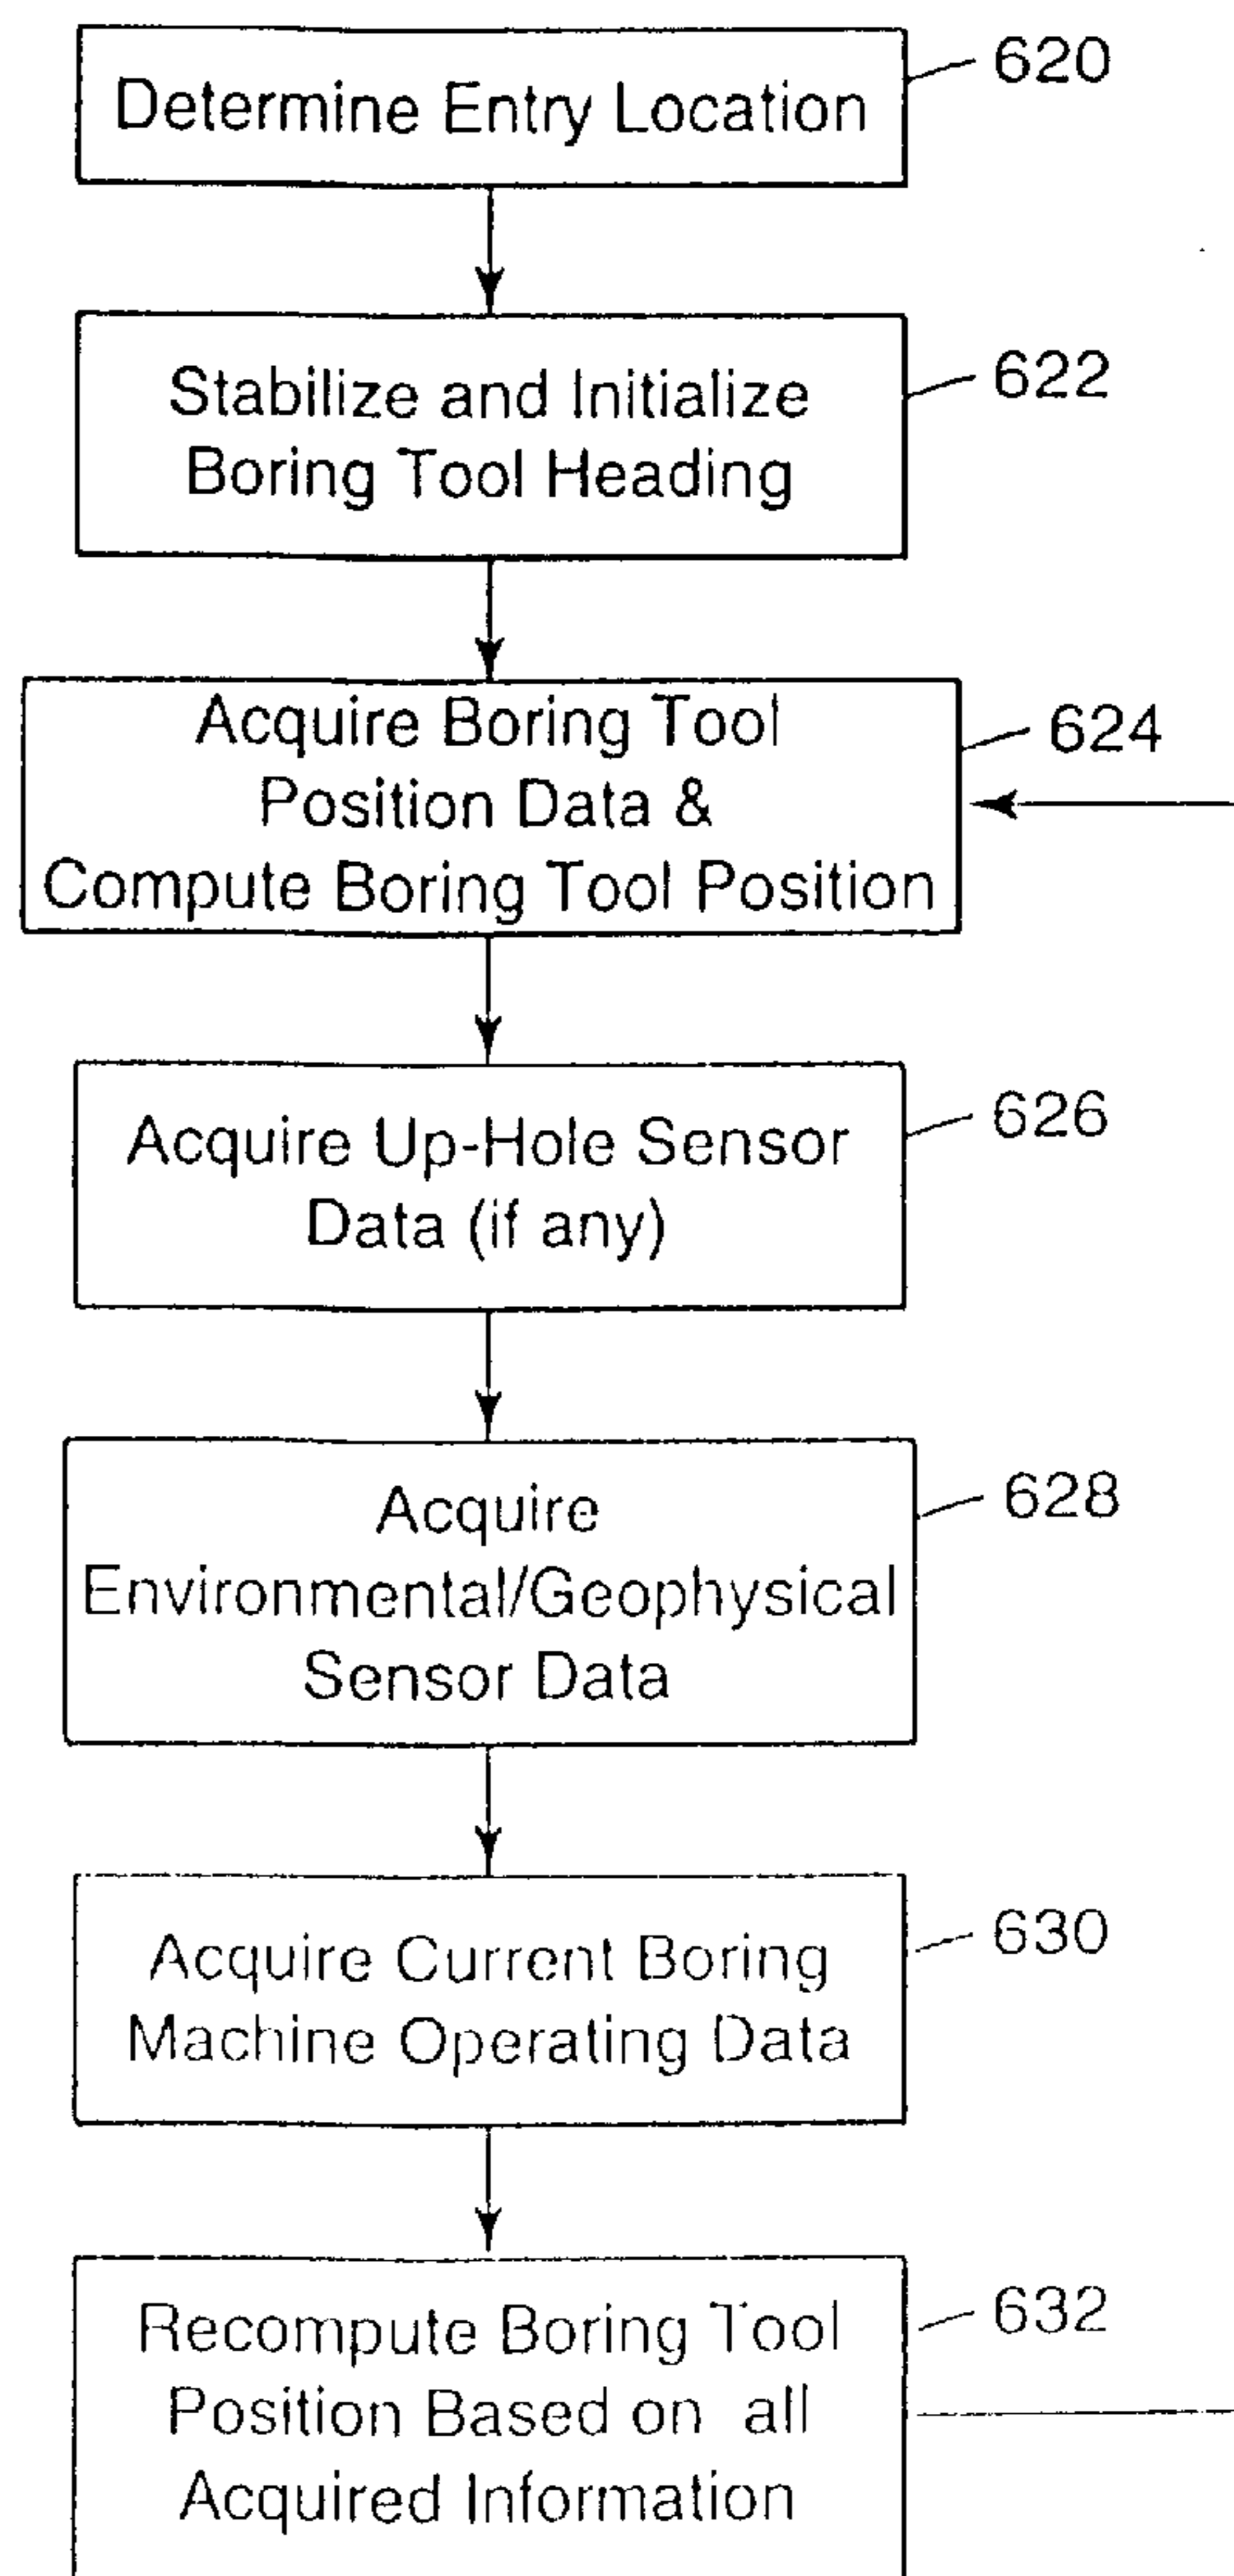 Determine Entry Location
620
Stabilize and Initialize
Boring Tool Heading
622
Acquire Boring Tool
Position Data &
Compute Boring Tool Position
624
Acquire Up-Hole Sensor
Data (if any)
626
Acquire
Environmental/Geophysical
Sensor Data
628
Acquire Current Boring
Machine Operating Data
630
Recompute Boring Tool
Position Based on all
Acquired Information
632